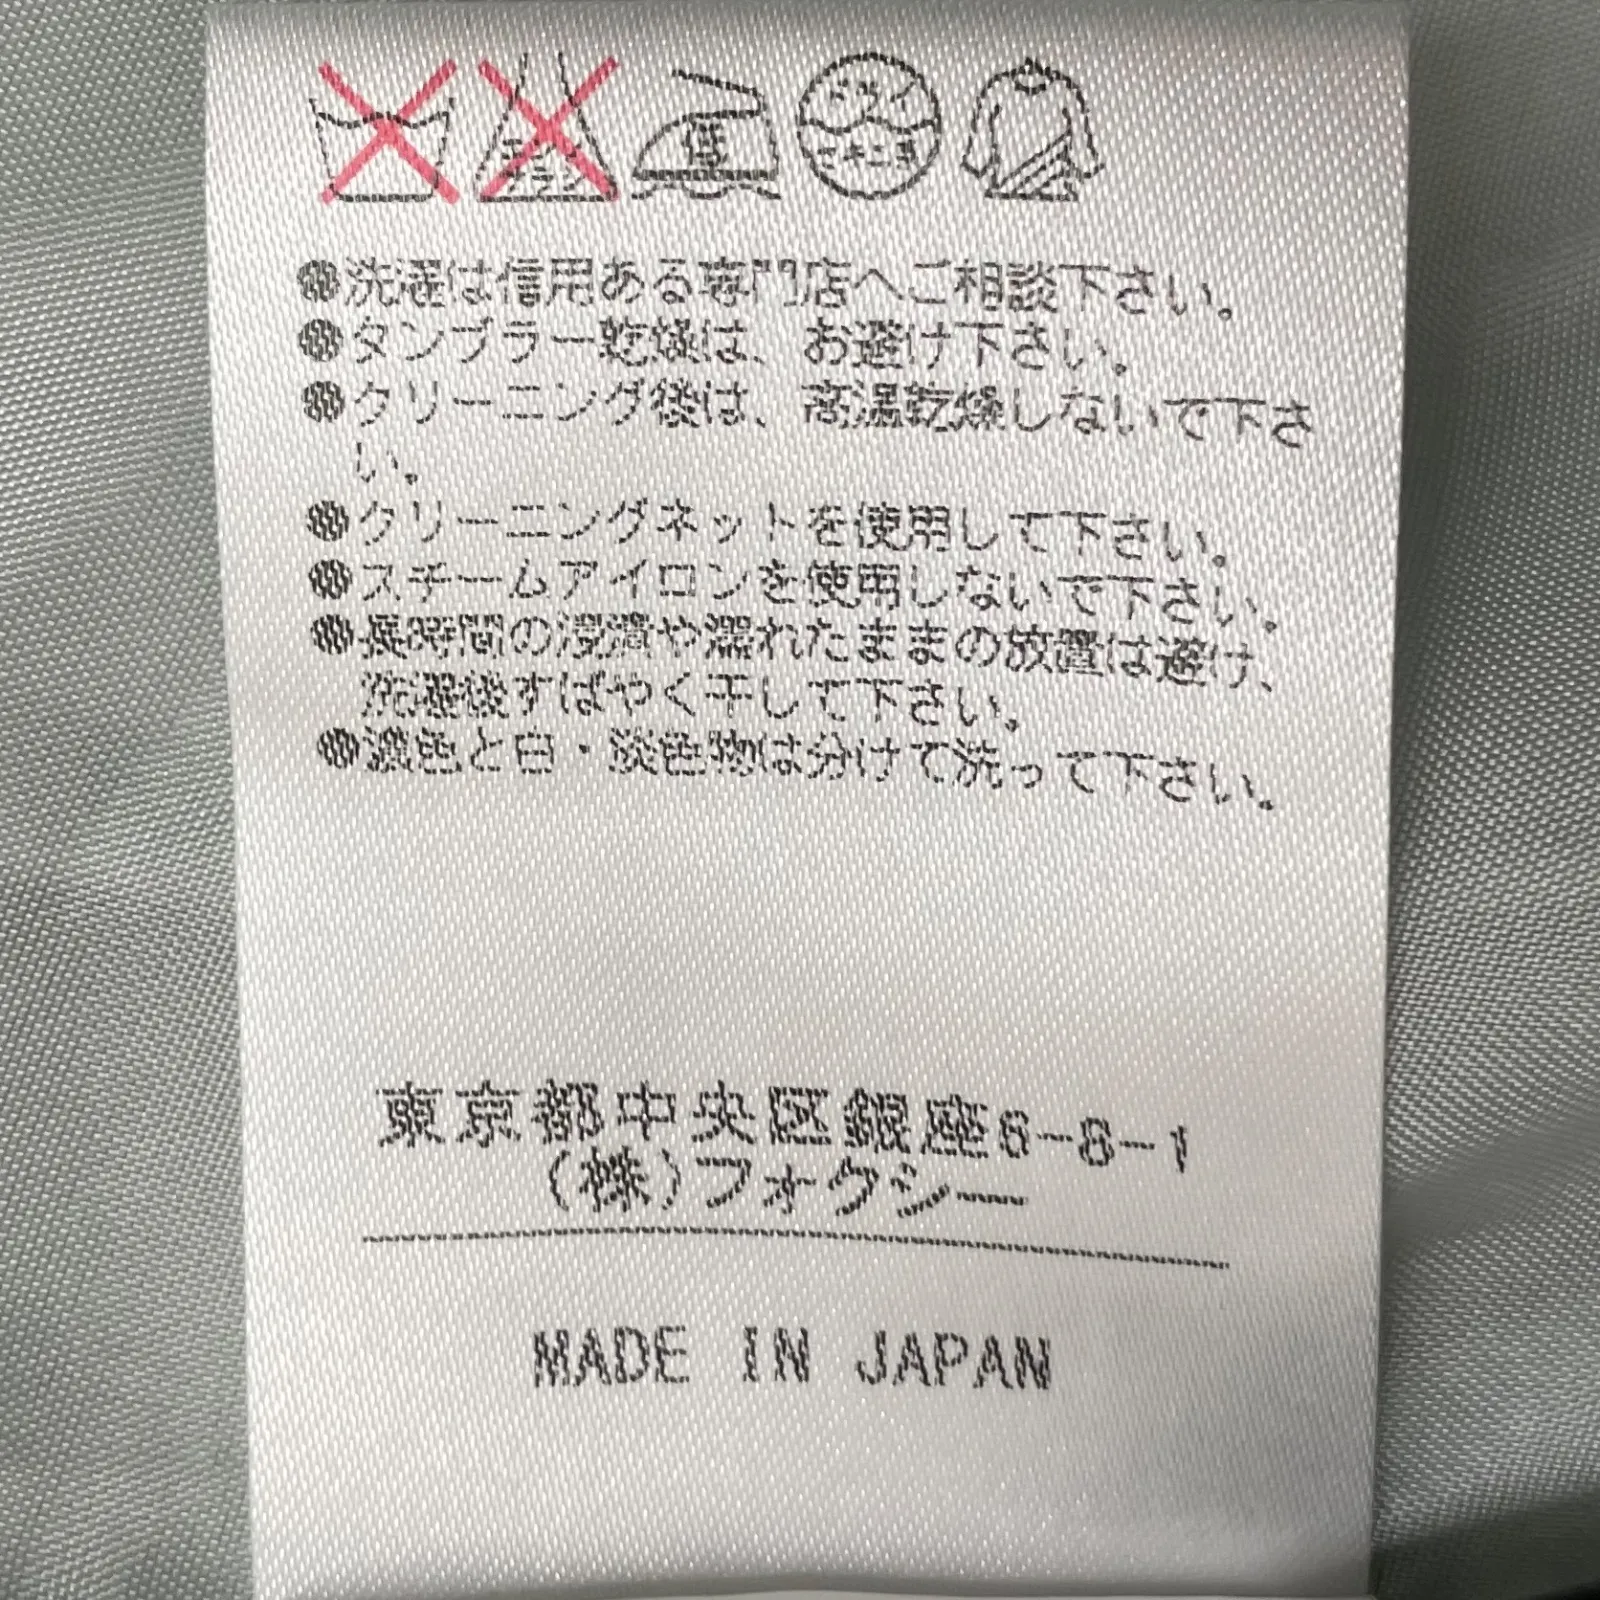 エンソ
サラシ
低
ドライ
セキユ系
●洗濯は信用ある専門店へご相談下さい。
●タンブラー乾燥は、お避け下さい。
●クリーニング後は、高温乾燥しないで下さ
い。
●クリーニングネットを使用して下さい。
●スチームアイロンを使用しないで下さい。
●長時間の浸漬や濡れたままの放置は避け、
洗濯後すばやく干して下さい。
●濃色と白・淡色物は分けて洗って下さい。
東京都中央区銀座6-8-1
(株)フォクシー
MADE IN JAPAN